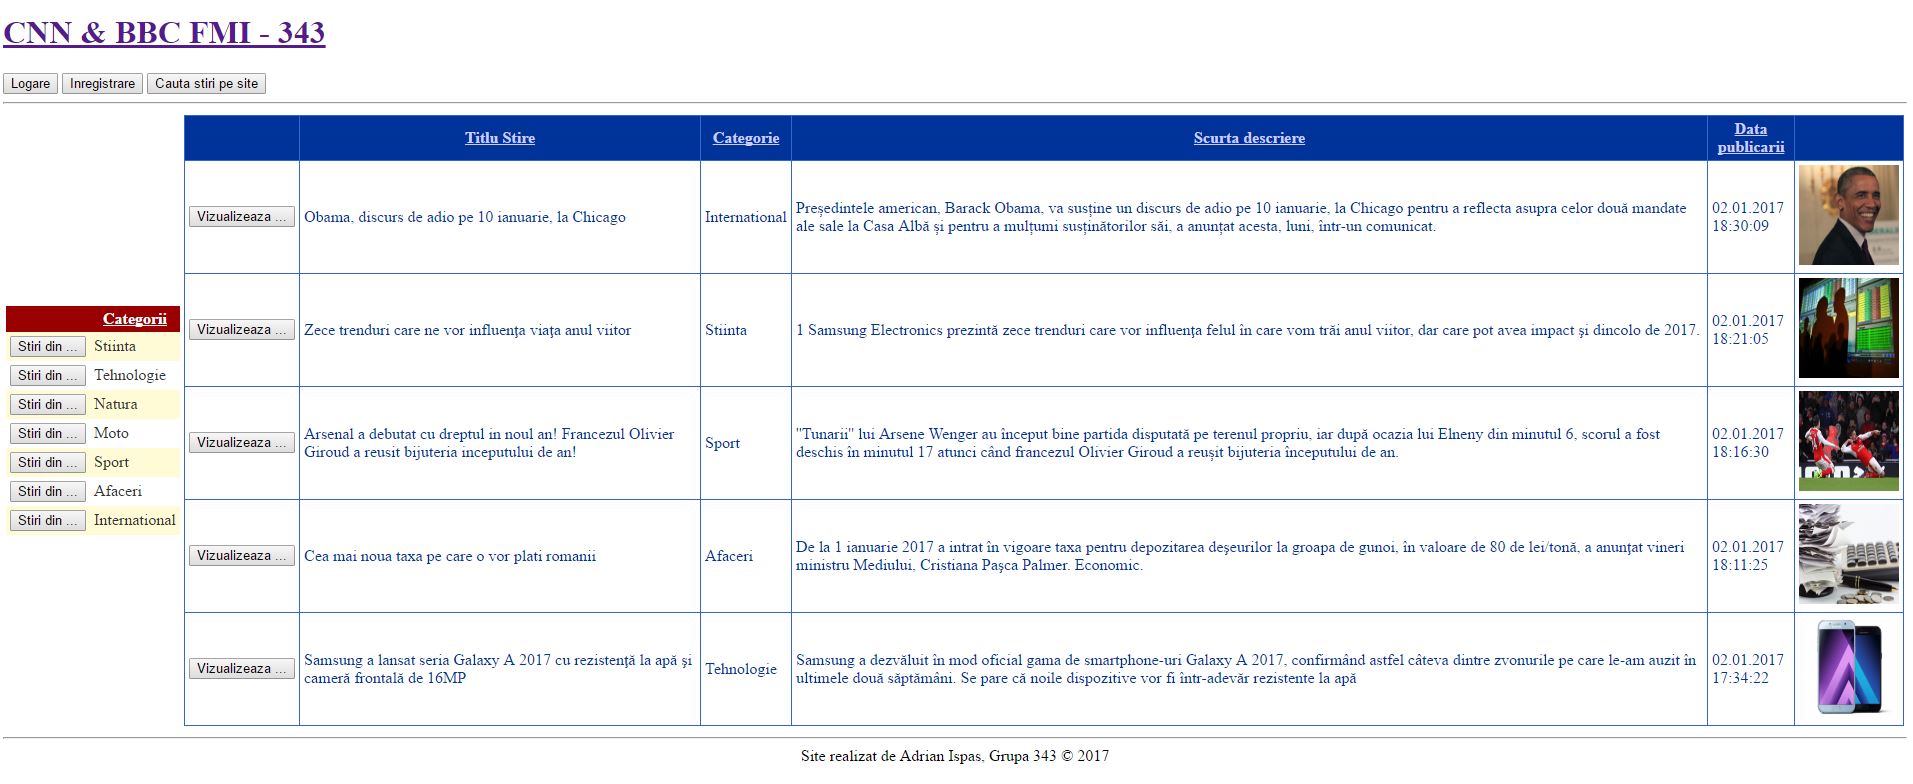 CNN & BBC FMI - 343
Logare Inregistrare Cauta stiri pe site
Categorii
Stiri din ... Stiinta
Stiri din ... Tehnologie
Stiri din ... Natura
Stiri din ... Moto
Stiri din ... Sport
Stiri din ... Afaceri
Stiri din ... International
Titlu Stire Categorie Scurta descriere Data
publicarii
Vizualizeaza ... Obama, discurs de adio pe 10 ianuarie, la Chicago International Președintele american, Barack Obama, va susține un discurs de adio pe 10 ianuarie, la Chicago pentru a reflecta asupra celor două mandate
ale sale la Casa Albă și pentru a mulțumi susținătorilor săi, a anunțat acesta, luni, într-un comunicat.
02.01.2017
18:30:09
Vizualizeaza ... Zece trenduri care ne vor influenţa viaţa anul viitor Stiinta 1 Samsung Electronics prezintă zece trenduri care vor influenţa felul în care vom trăi anul viitor, dar care pot avea impact şi dincolo de 2017.
02.01.2017
18:21:05
Vizualizeaza ... Arsenal a debutat cu dreptul in noul an! Francezul Olivier
Giroud a reusit bijuteria inceputului de an!
Sport
"Tunarii" lui Arsene Wenger au început bine partida disputată pe terenul propriu, iar după ocazia lui Elneny din minutul 6, scorul a fost
deschis în minutul 17 atunci când francezul Olivier Giroud a reușit bijuteria începutului de an.
02.01.2017
18:16:30
Vizualizeaza ... Cea mai noua taxa pe care o vor plati romanii Afaceri De la 1 ianuarie 2017 a intrat în vigoare taxa pentru depozitarea deşeurilor la groapa de gunoi, în valoare de 80 de lei/tonă, a anunţat vineri
ministru Mediului, Cristiana Paşca Palmer. Economic.
02.01.2017
18:11:25
Vizualizeaza ... Samsung a lansat seria Galaxy A 2017 cu rezistenţă la apă şi
cameră frontală de 16MP
Tehnologie
Samsung a dezvăluit în mod oficial gama de smartphone-uri Galaxy A 2017, confirmând astfel câteva dintre zvonurile pe care le-am auzit în
ultimele două săptămâni. Se pare că noile dispozitive vor fi într-adevăr rezistente la apă
02.01.2017
17:34:22
Site realizat de Adrian Ispas, Grupa 343 © 2017